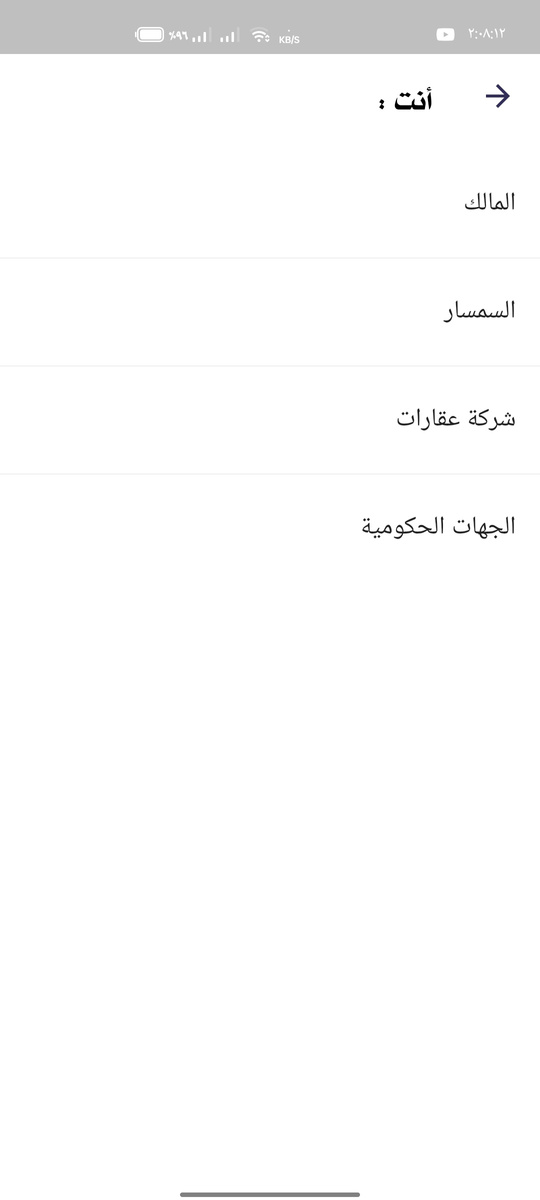 ٢:٠٨:١٢ KB/S ٩٦%
أنت :
المالك
السمسار
شركة عقارات
الجهات الحكومية